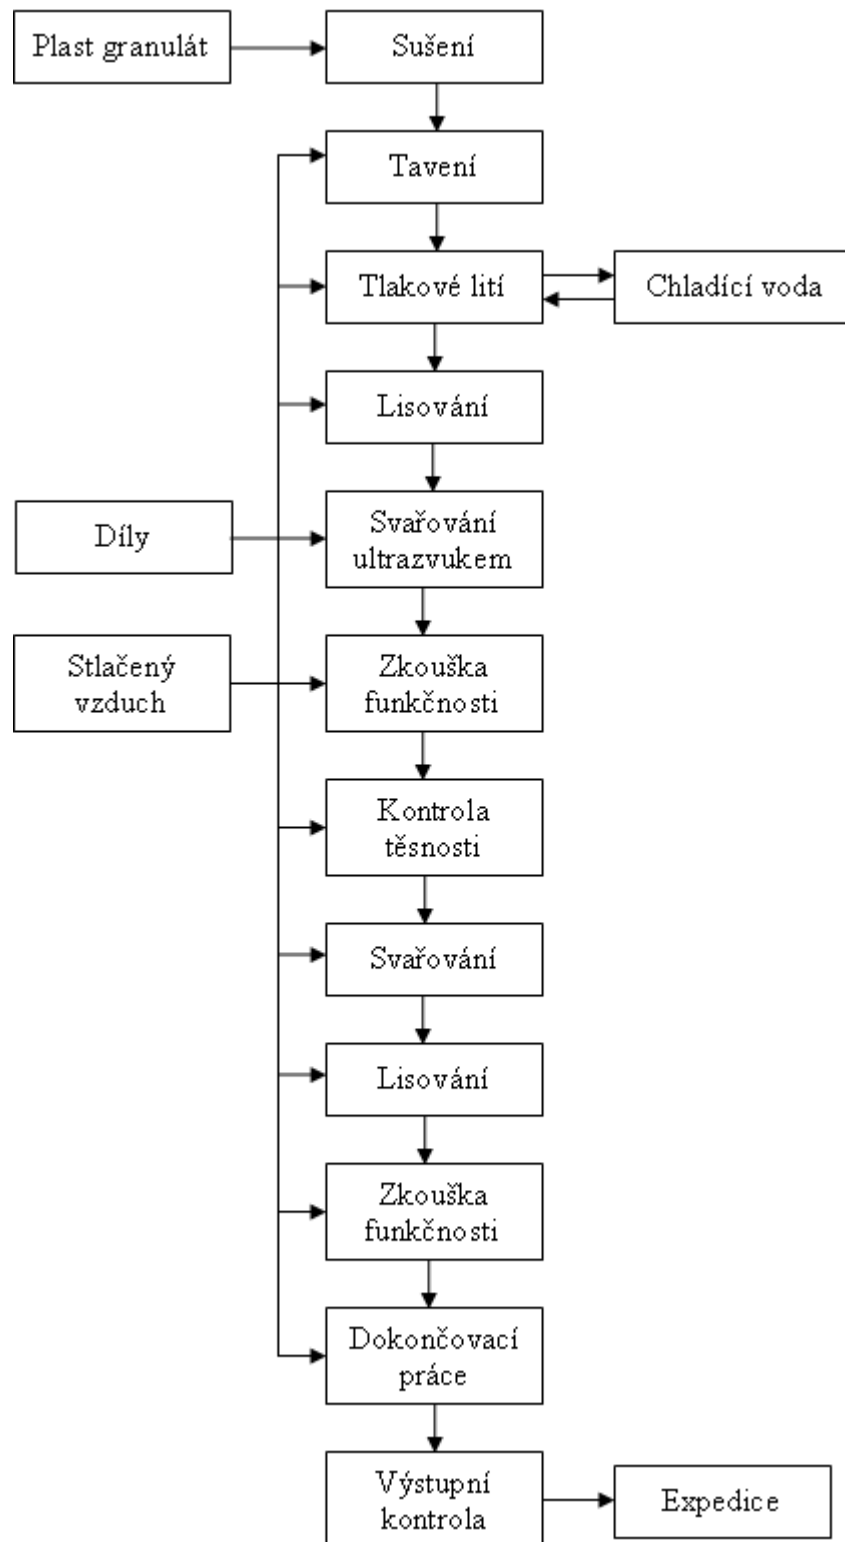 Plast granulát
Sušení
Tavení
Tlakové lití
Chladící voda
Lisování
Díly
Svařování
ultrazvukem
Stlačený
vzduch
Zkouška
funkčnosti
Kontrola
těsnosti
Svařování
Lisování
Zkouška
funkčnosti
Dokončovací
práce
Výstupní
kontrola
Expedice